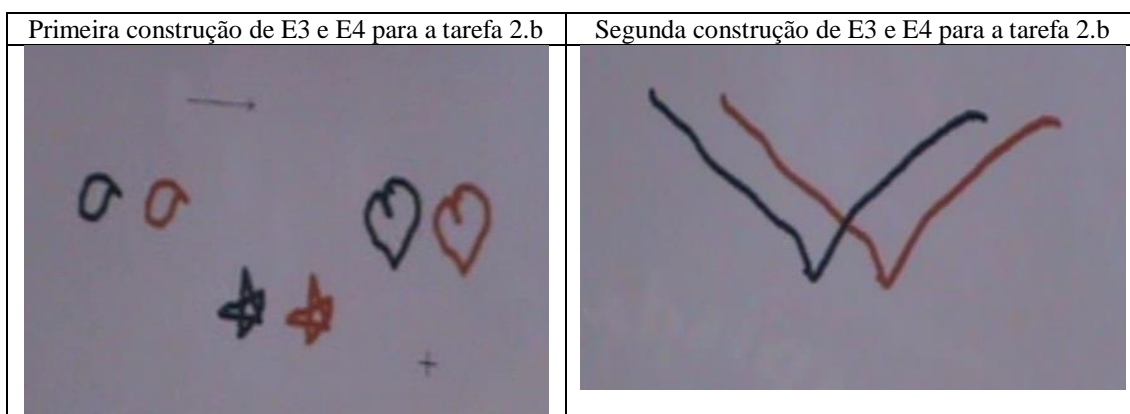 Primeira construção de E3 e E4 para a tarefa 2.b
Segunda construção de E3 e E4 para a tarefa 2.b